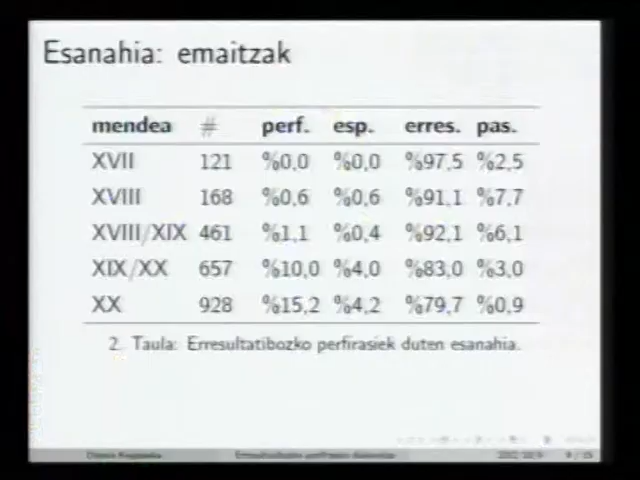 Esanahia: emaitzak
mendea # perf. esp. erres. pas.
XVII 121 %0,0 %0,0 %97,5 %2,5
XVIII 168 %0,6 %0,6 %91,1 %7,7
XVIII/XIX 461 %1,1 %0,4 %92,1 %6,1
XIX/XX 657 %10,0 %4,0 %83,0 %3,0
XX 928 %15,2 %4,2 %79,7 %0,9
2. Taula: Erresultatibozko perfirasiek duten esanahia.